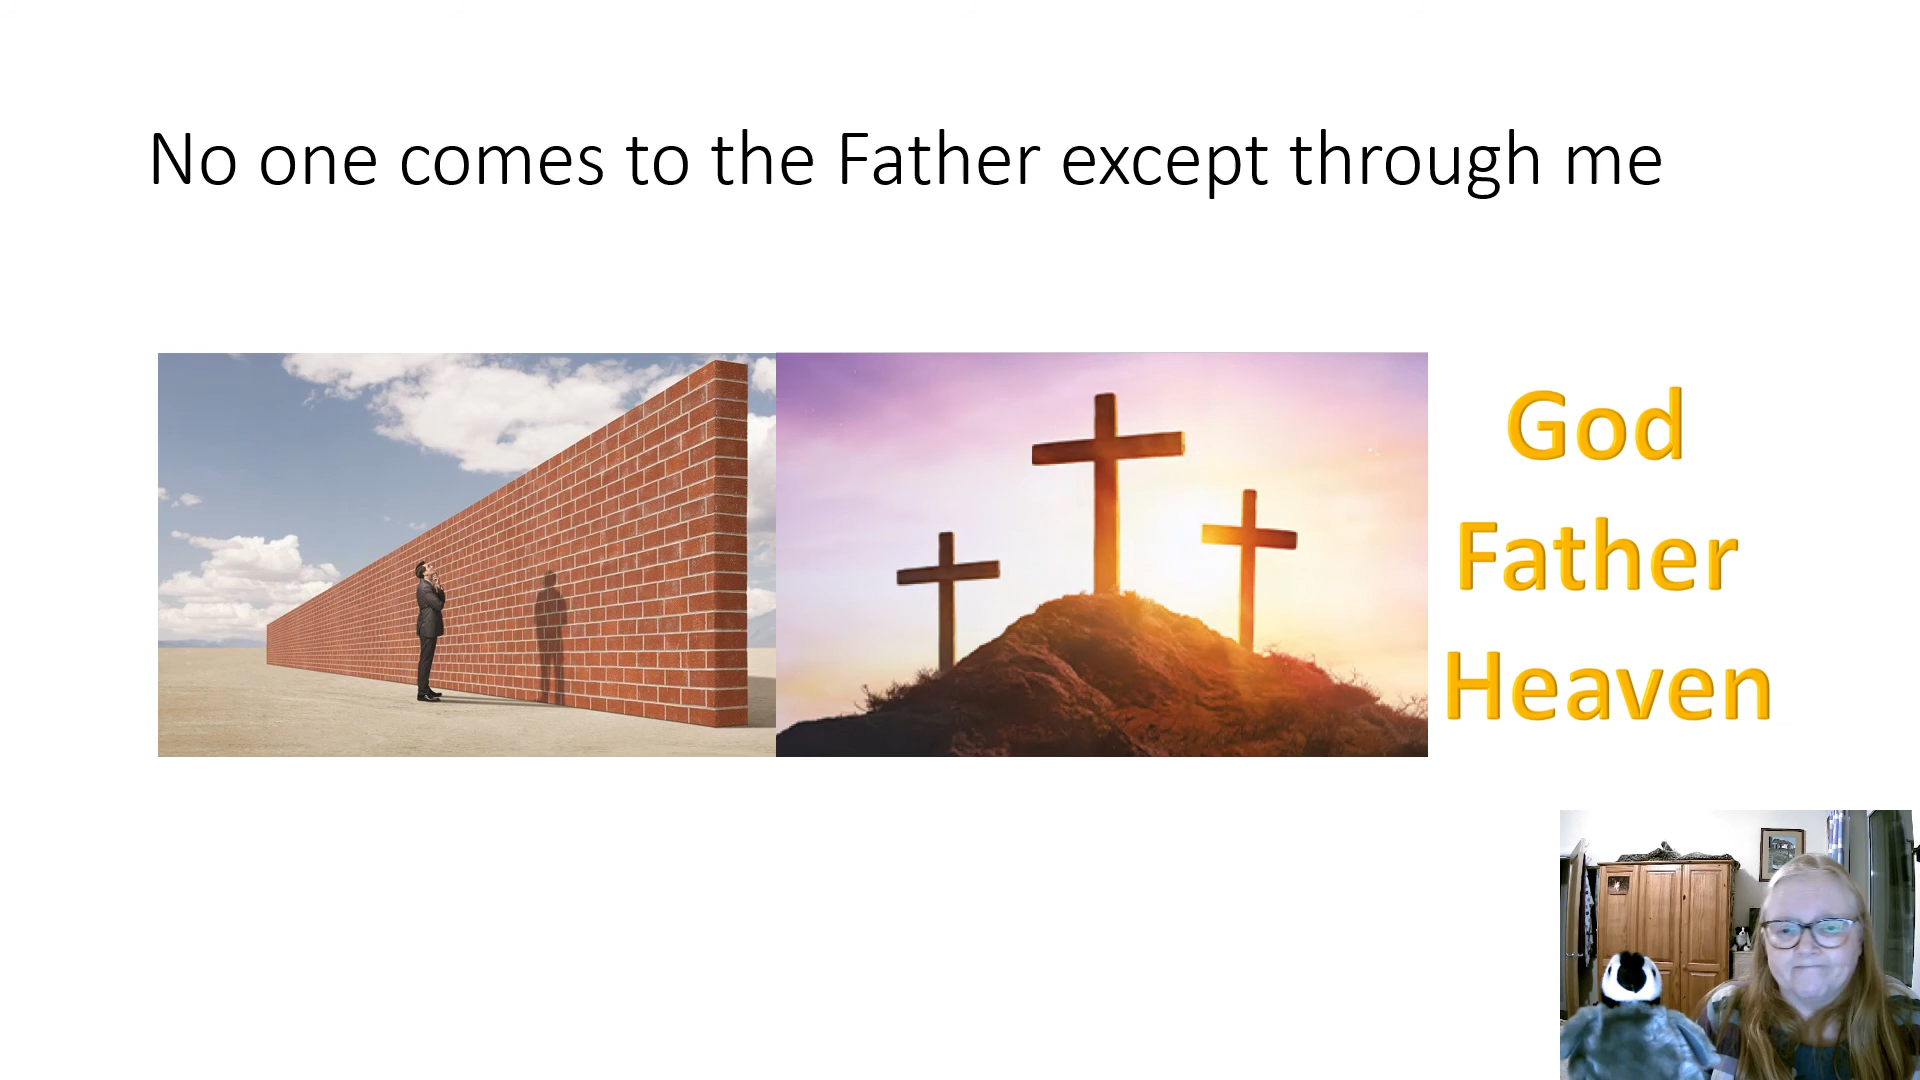 No one comes to the Father except through me
God
Father
Heaven